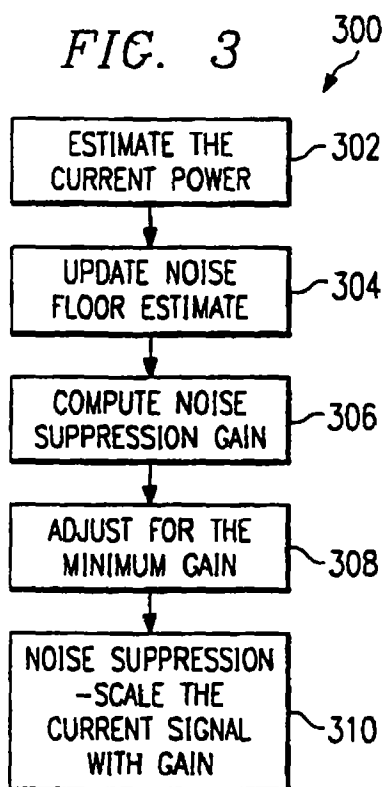 FIG. 3
300
ESTIMATE THE
CURRENT POWER
302
UPDATE NOISE
FLOOR ESTIMATE
304
COMPUTE NOISE
SUPPRESSION GAIN
306
ADJUST FOR THE
MINIMUM GAIN
308
NOISE SUPPRESSION
-SCALE THE
CURRENT SIGNAL
WITH GAIN
310